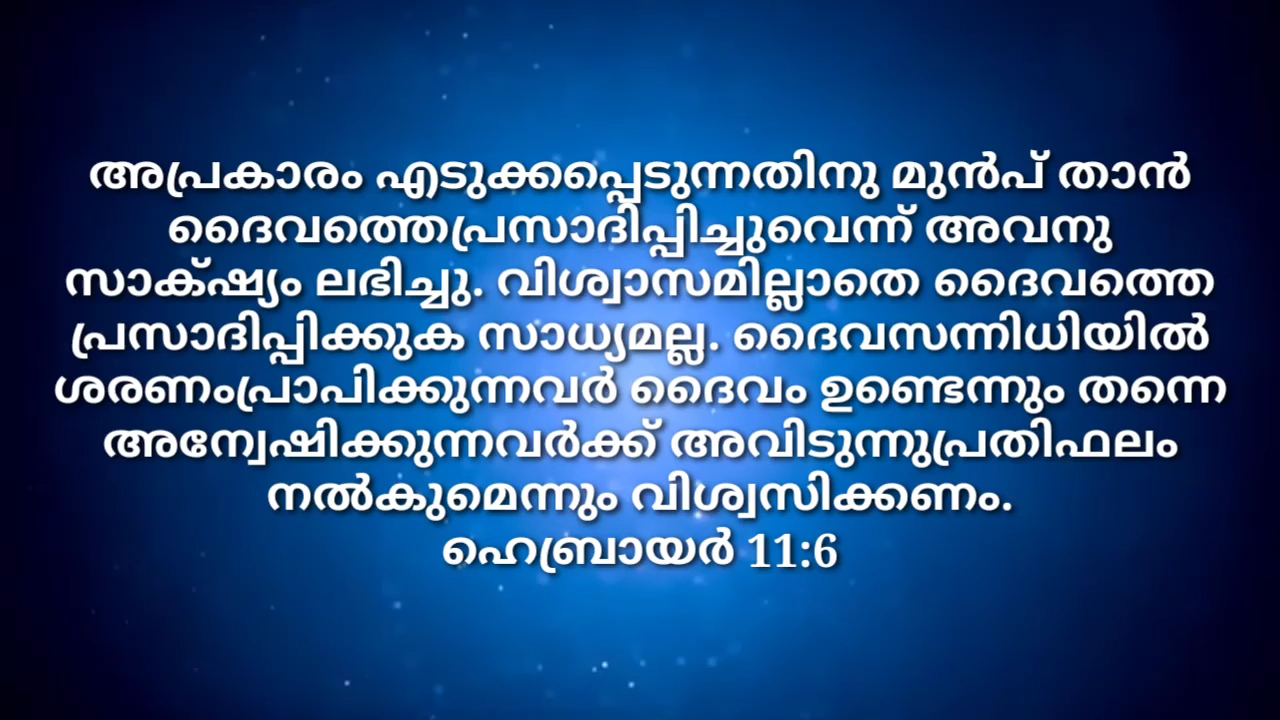 അപ്രകാരം എടുക്കപ്പെടുന്നതിനു മുൻപ് താൻ
ദൈവത്തെപ്രസാദിപ്പിച്ചുവെന്ന് അവനു
സാക്ഷ്യം ലഭിച്ചു. വിശ്വാസമില്ലാതെ ദൈവത്തെ
പ്രസാദിപ്പിക്കുക സാധ്യമല്ല. ദൈവസന്നിധിയിൽ
ശരണംപ്രാപിക്കുന്നവർ ദൈവം ഉണ്ടെന്നും തന്നെ
അന്വേഷിക്കുന്നവർക്ക് അവിടുന്നുപ്രതിഫലം
നൽകുമെന്നും വിശ്വസിക്കണം.
ഹെബ്രായർ 11:6